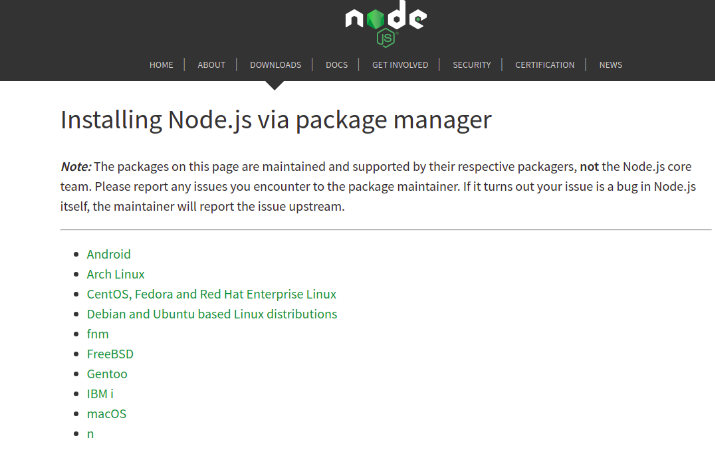 node
JS
HOME ABOUT DOWNLOADS DOCS GET INVOLVED SECURITY CERTIFICATION NEWS
Installing Node.js via package manager
Note: The packages on this page are maintained and supported by their respective packagers, not the Node.js core
team. Please report any issues you encounter to the package maintainer. If it turns out your issue is a bug in Node.js
itself, the maintainer will report the issue upstream.
Android
Arch Linux
CentOS, Fedora and Red Hat Enterprise Linux
Debian and Ubuntu based Linux distributions
fnm
FreeBSD
Gentoo
IBM i
macOS
n